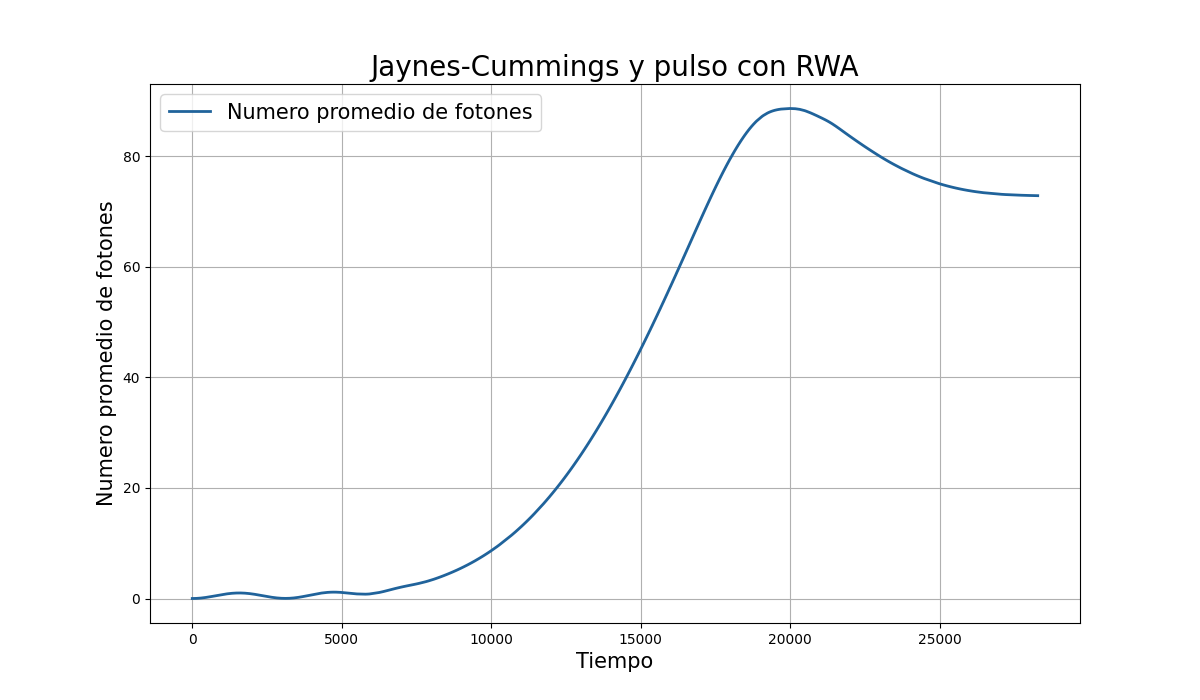 Jaynes-Cummings y pulso con RWA
Numero promedio de fotones
Numero promedio de fotones
80
60
40
20
0
0 5000 10000 15000 20000 25000
Tiempo